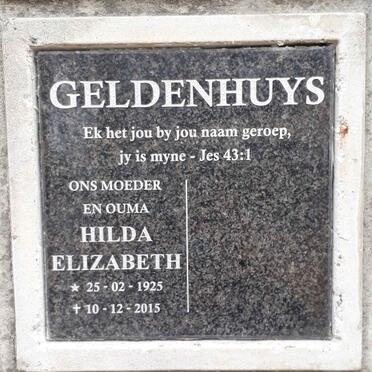 GELDENHUYS
Ek het jou by jou naam geroep,
jy is myne - Jes 43:1
ONS MOEDER
EN OUMA
HILDA
ELIZABETH
★ 25 - 02 - 1925
✝ 10 - 12 - 2015